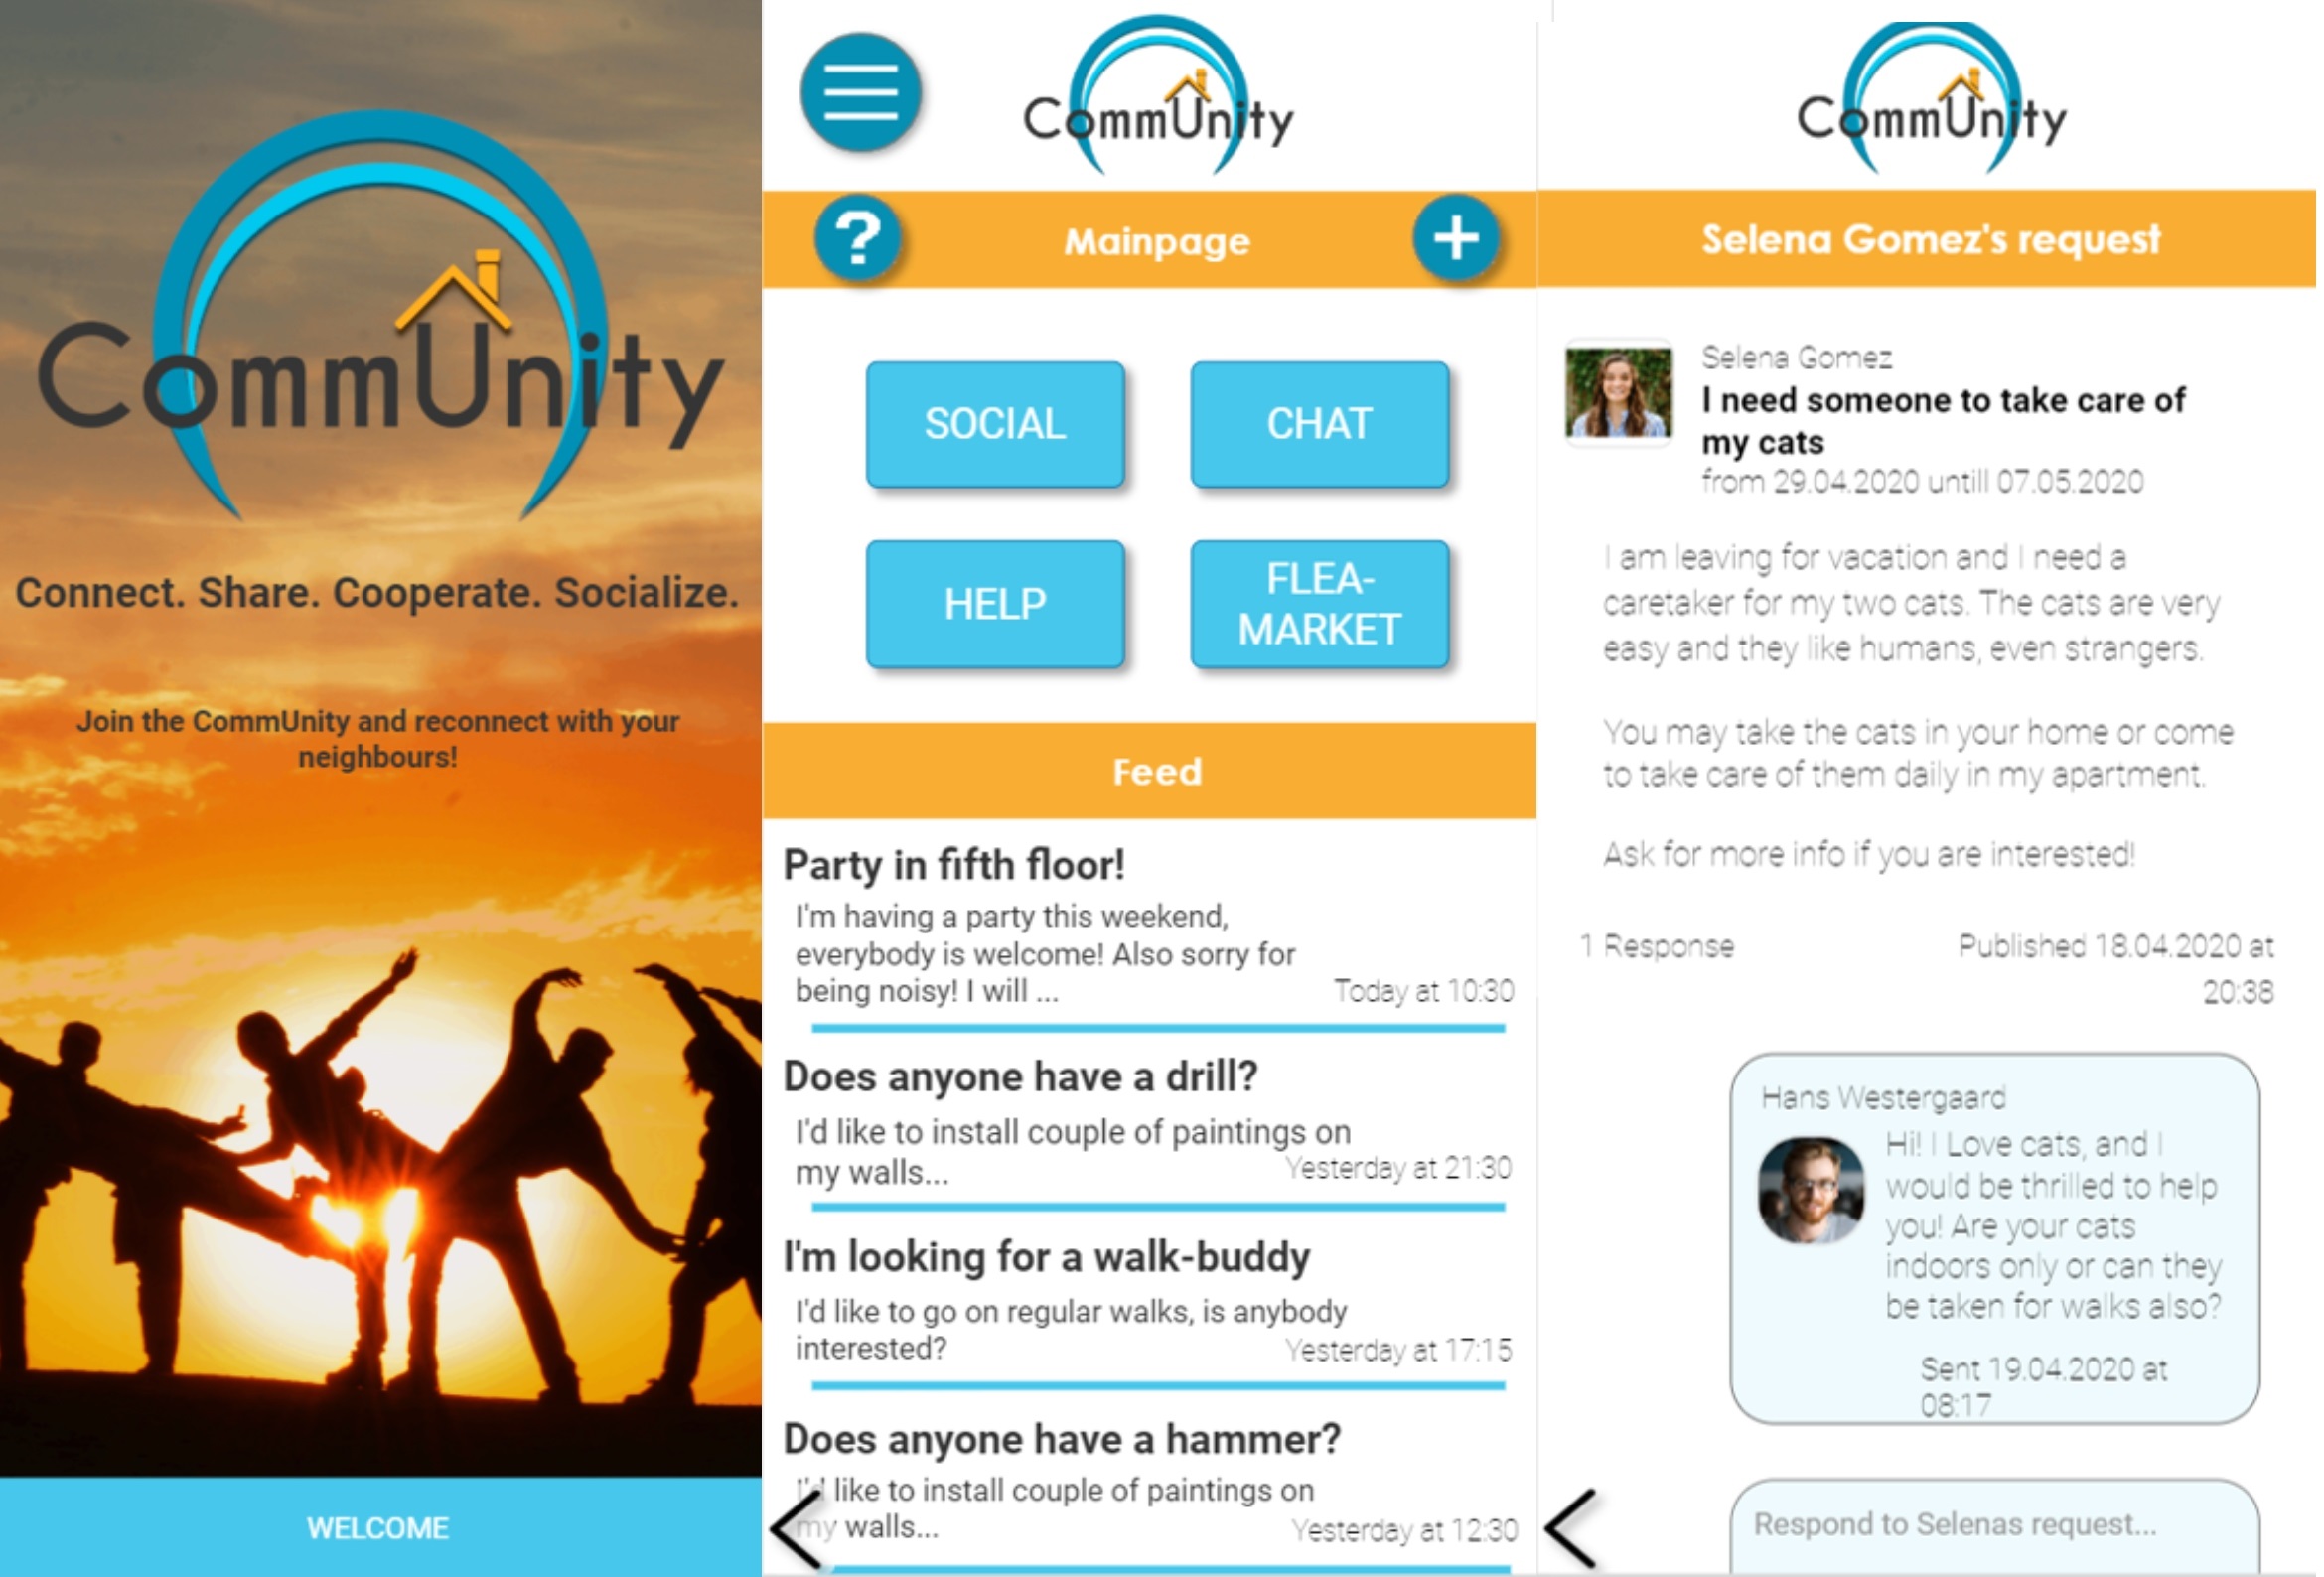 CommUnity
Connect. Share. Cooperate. Socialize.
Join the CommUnity and reconnect with your
neighbours!
WELCOME
CommUnity
?
Mainpage
+
SOCIAL
CHAT
HELP
FLEA-
MARKET
Feed
Party in fifth floor!
I'm having a party this weekend,
everybody is welcome! Also sorry for
being noisy! I will ...
Today at 10:30
Does anyone have a drill?
I'd like to install couple of paintings on
my walls...
Yesterday at 21:30
I'm looking for a walk-buddy
I'd like to go on regular walks, is anybody
interested?
Yesterday at 17:15
Does anyone have a hammer?
I'd like to install couple of paintings on
my walls...
Yesterday at 12:30
CommUnity
Selena Gomez's request
Selena Gomez
I need someone to take care of
my cats
from 29.04.2020 untill 07.05.2020
I am leaving for vacation and I need a
caretaker for my two cats. The cats are very
easy and they like humans, even strangers.
You may take the cats in your home or come
to take care of them daily in my apartment.
Ask for more info if you are interested!
1 Response
Published 18.04.2020 at
20:38
Hans Westergaard
Hi! I Love cats, and I
would be thrilled to help
you! Are your cats
indoors only or can they
be taken for walks also?
Sent 19.04.2020 at
08:17
Respond to Selenas request...